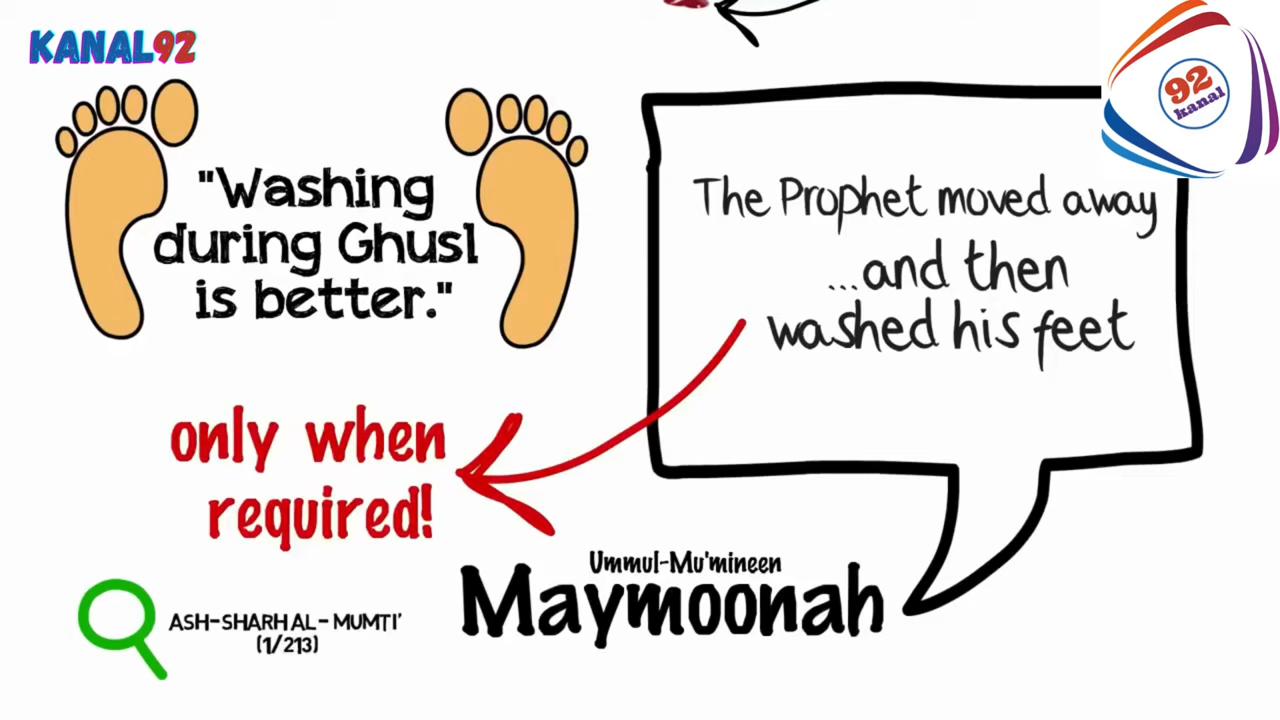 KANAL92
92
kanal
"Washing
during Ghusl
is better."
The Prophet moved away
...and then
washed his feet
only when
required!
Ummul-Mu'mineen
Maymoonah
ASH-SHARH AL-MUMTI'
(1/213)